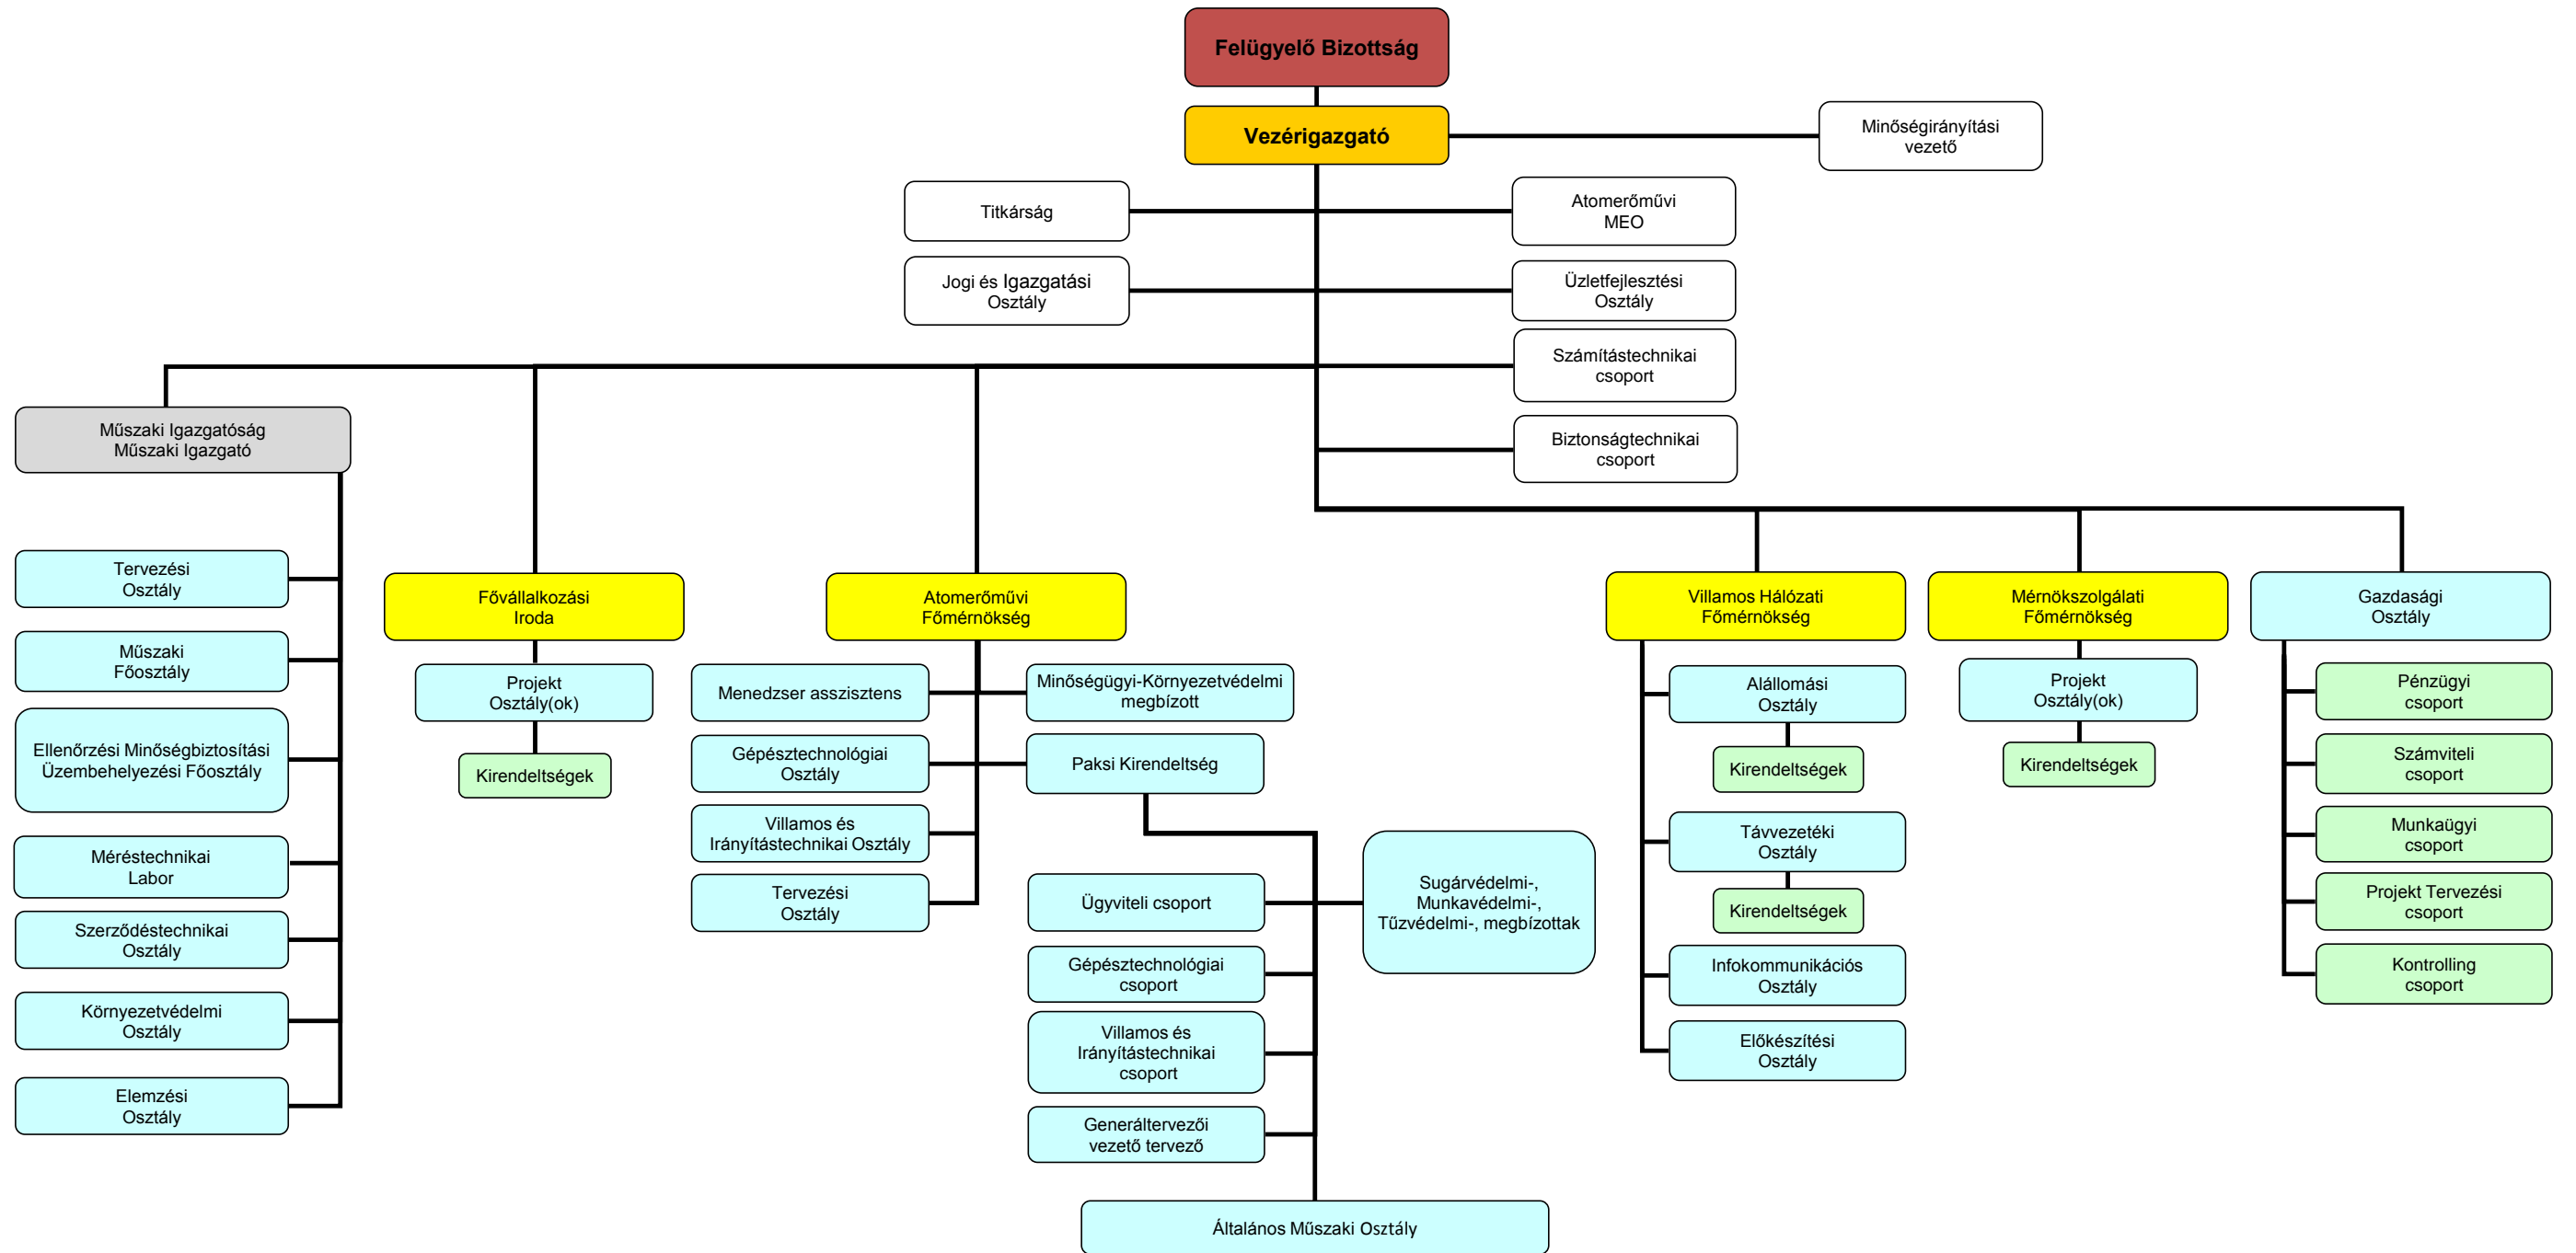 Felügyelő Bizottság
Vezérigazgató
Minőségirányítási
vezető
Titkárság
Atomerőművi
MEO
Jogi és Igazgatási
Osztály
Üzletfejlesztési
Osztály
Számítástechnikai
csoport
Biztonságtechnikai
csoport
Műszaki Igazgatóság
Műszaki Igazgató
Tervezési
Osztály
Műszaki
Főosztály
Ellenőrzési Minőségbiztosítási
Üzembehelyezési Főosztály
Méréstechnikai
Labor
Szerződéstechnikai
Osztály
Környezetvédelmi
Osztály
Elemzési
Osztály
Fővállalkozási
Iroda
Projekt
Osztály(ok)
Kirendeltségek
Atomerőművi
Főmérnökség
Menedzser asszisztens
Minőségügyi-Környezetvédelmi
megbízott
Gépésztechnológiai
Osztály
Paksi Kirendeltség
Villamos és
Irányítástechnikai Osztály
Tervezési
Osztály
Ügyviteli csoport
Sugárvédelmi-,
Munkavédelmi-,
Tűzvédelmi-, megbízottak
Gépésztechnológiai
csoport
Villamos és
Irányítástechnikai
csoport
Generáltervezői
vezető tervező
Általános Műszaki Osztály
Villamos Hálózati
Főmérnökség
Alállomási
Osztály
Kirendeltségek
Távvezetéki
Osztály
Kirendeltségek
Infokommunikációs
Osztály
Előkészítési
Osztály
Mérnökszolgálati
Főmérnökség
Projekt
Osztály(ok)
Kirendeltségek
Gazdasági
Osztály
Pénzügyi
csoport
Számviteli
csoport
Munkaügyi
csoport
Projekt Tervezési
csoport
Kontrolling
csoport